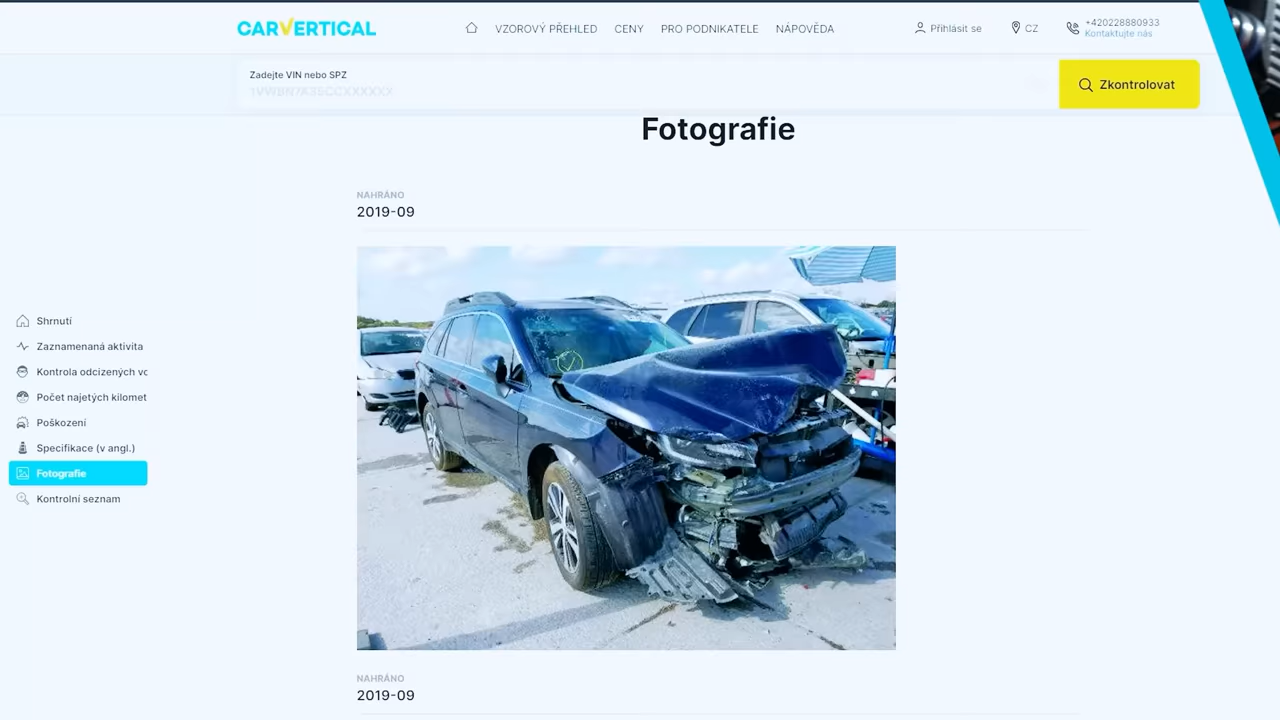 CARVERTICAL
VZOROVÝ PŘEHLED
CENY
PRO PODNIKATELE
NÁPOVĚDA
Přihlásit se
CZ
+420228880933
Kontaktujte nás
Zadejte VIN nebo SPZ
Zkontrolovat
Fotografie
NAHRÁNO
2019-09
Shrnutí
Zaznamenaná aktivita
Kontrola odcizených vo
Počet najetých kilomet
Poškození
Specifikace (v angl.)
Fotografie
Kontrolní seznam
NAHRÁNO
2019-09